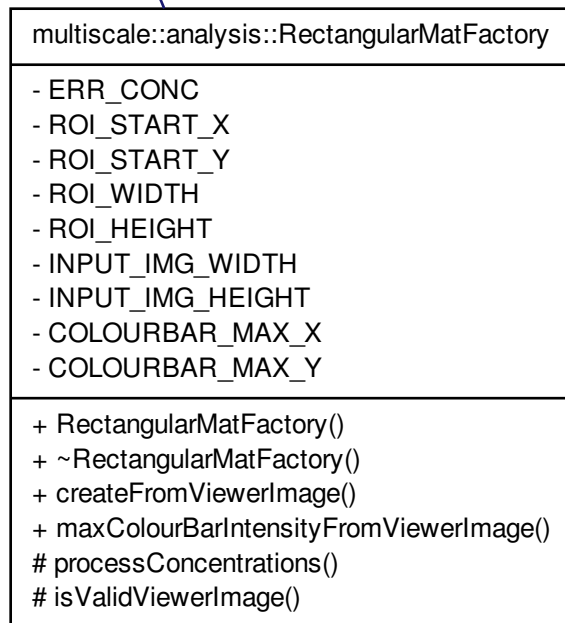 multiscale::analysis::RectangularMatFactory
- ERR_CONC
- ROI_START_X
- ROI_START_Y
- ROI_WIDTH
- ROI_HEIGHT
- INPUT_IMG_WIDTH
- INPUT_IMG_HEIGHT
- COLOURBAR_MAX_X
- COLOURBAR_MAX_Y
+ RectangularMatFactory()
+ ~RectangularMatFactory()
+ createFromViewerImage()
+ maxColourBarIntensityFromViewerImage()
# processConcentrations()
# isValidViewerImage()